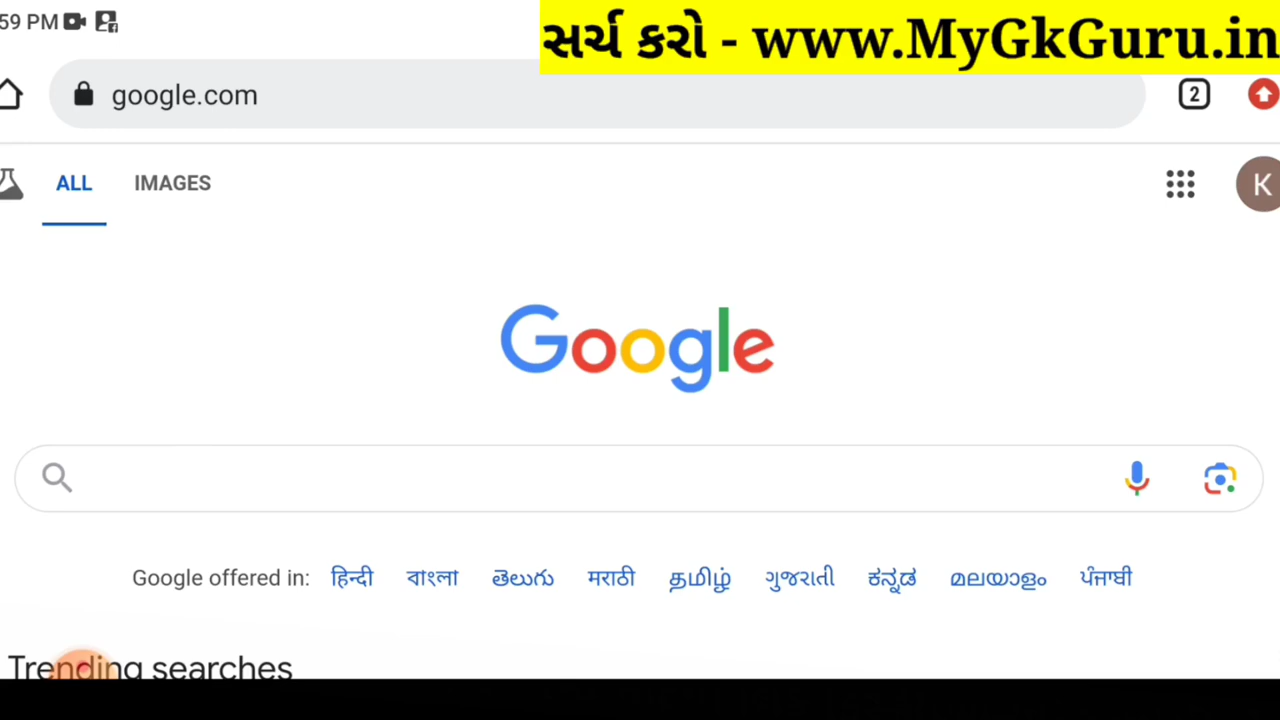 59 PM
સર્ચ કરો - www.MyGkGuru.in
google.com
2
ALL IMAGES
K
Google
Google offered in: हिन्दी বাংলা తెలుగు मराठी தமிழ் ગુજરાતી ಕನ್ನಡ മലയാളം ਪੰਜਾਬੀ
Trending searches